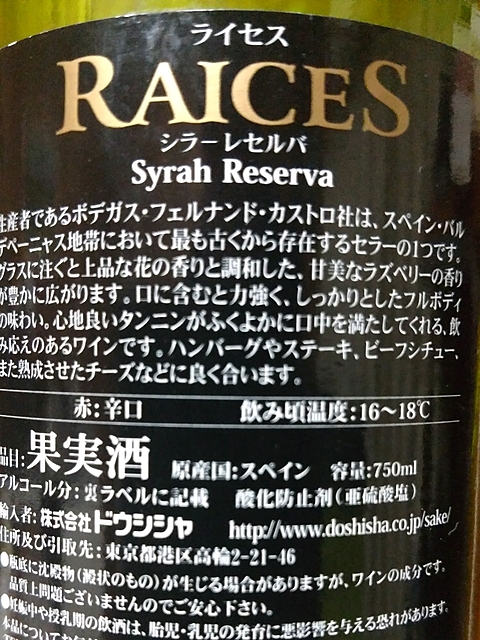 ライセス
RAICES
シラーレセルバ
Syrah Reserva
生産者であるボデガス・フェルナンド・カストロ社は、スペイン・バル
デペーニャス地帯において最も古くから存在するセラーの1つです。
グラスに注ぐと上品な花の香りと調和した、甘美なラズベリーの香り
が豊かに広がります。口に含むと力強く、しっかりとしたフルボディ
の味わい。心地良いタンニンがふくよかに口中を満たしてくれる、飲
み応えのあるワインです。ハンバーグやステーキ、ビーフシチュー、
また熟成させたチーズなどに良く合います。
赤:辛口 飲み頃温度:16～18℃
品目:果実酒 原産国:スペイン 容量:750ml
アルコール分:裏ラベルに記載 酸化防止剤(亜硫酸塩)
輸入者:株式会社ドウシシャ http://www.doshisha.co.jp/sake/
住所及び引取先:東京都港区高輪2-21-46
●瓶底に沈殿物(澱状のもの)が生じる場合がありますが、ワインの成分です。
品質上問題ございませんのでご安心下さい。
●妊娠中や授乳期の飲酒は、胎児・乳児の発育に悪影響を与える恐れがあります。
本品についてお